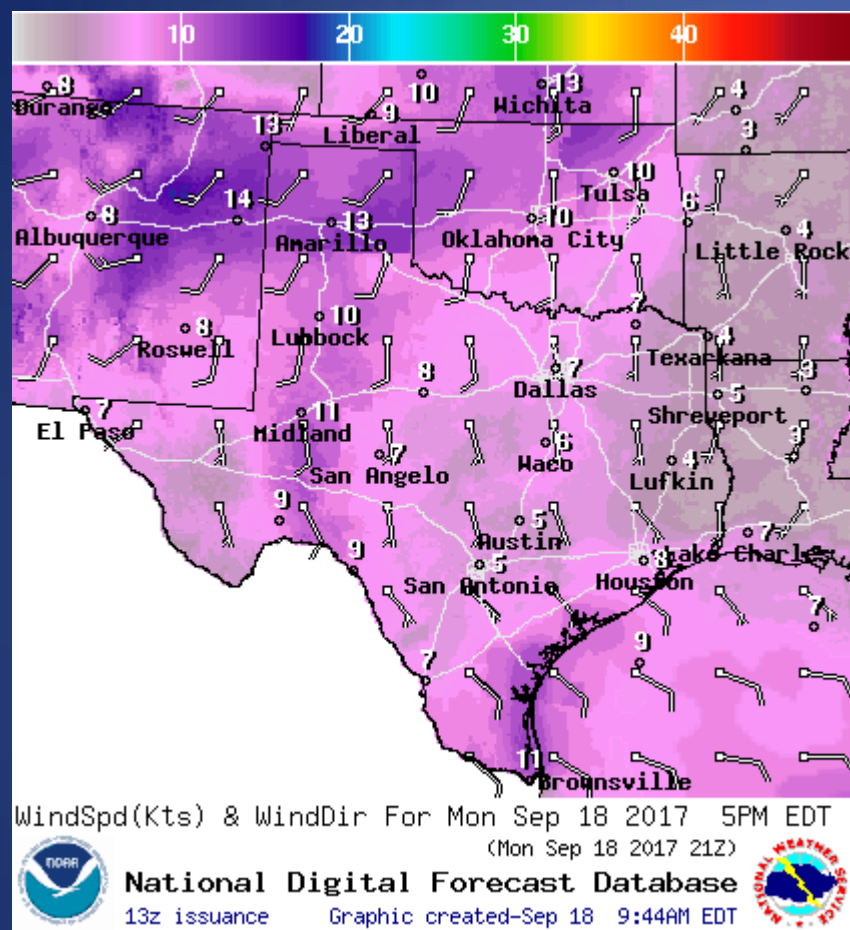 10 20 30 40
8 10 13 4
Durango Wichita
9
Liberal
13 3
10
Tulsa
8 14 13 10 6 4
Albuquerque Amarillo Oklahoma City Little Rock
8 10 7
Roswell Lubbock 4
Texarkana
8 7 3
Dallas 5
7 11 Shreveport
El Paso Midland
7 6 4 3
San Angelo Waco Lufkin
9 5 7
Austin Lake Charles
9 5 8
San Antonio Houston
7
7 9
11
Brownsville
WindSpd(Kts) & WindDir For Mon Sep 18 2017 5PM EDT
(Mon Sep 18 2017 21Z)
National Digital Forecast Database
13z issuance Graphic created-Sep 18 9:44AM EDT
NOAA
NATIONAL WEATHER SERVICE